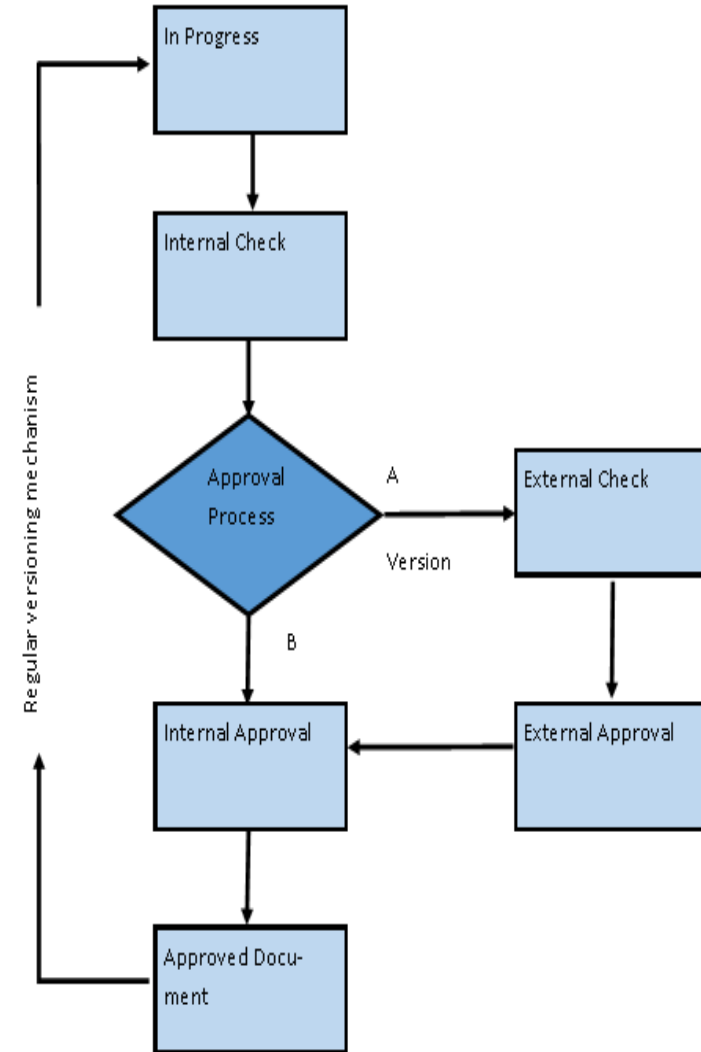 In Progress
Internal Check
Approval
Process
A
Version
External Check
B
Internal Approval
External Approval
Approved Docu-
ment
Regular versioning mechanism